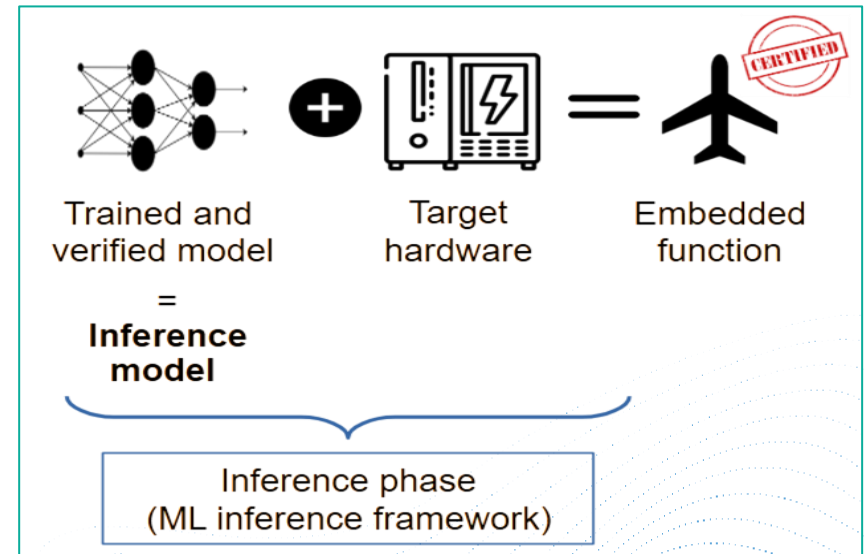 CERTIFIED
Trained and
verified model
=
Inference
model
Target
hardware
Embedded
function
Inference phase
(ML inference framework)